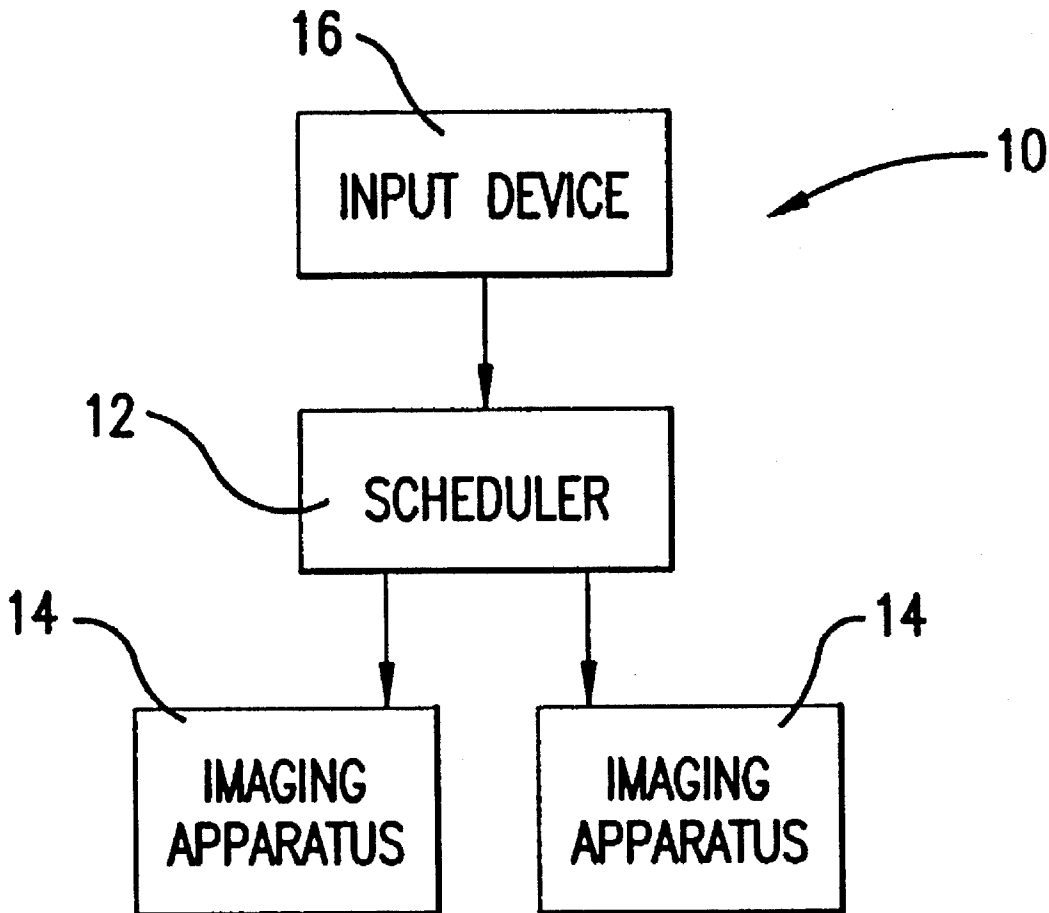 16
INPUT DEVICE
10
12
SCHEDULER
14
14
IMAGING
APPARATUS
IMAGING
APPARATUS